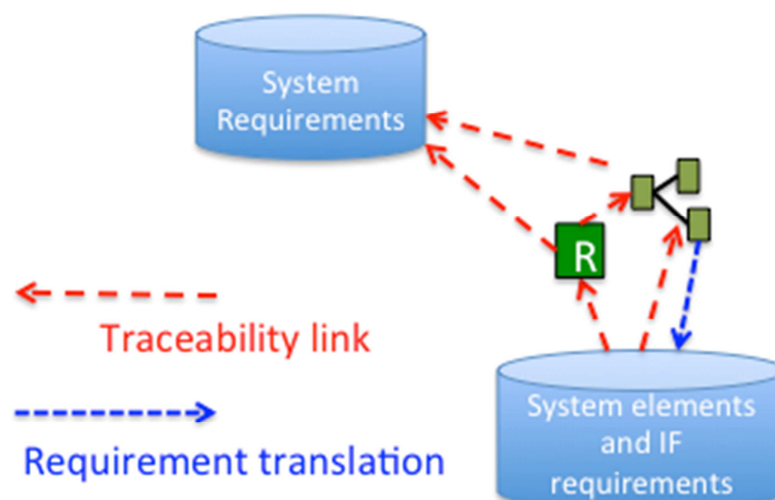 System
Requirements
R
Traceability link
Requirement translation
System elements
and IF
requirements